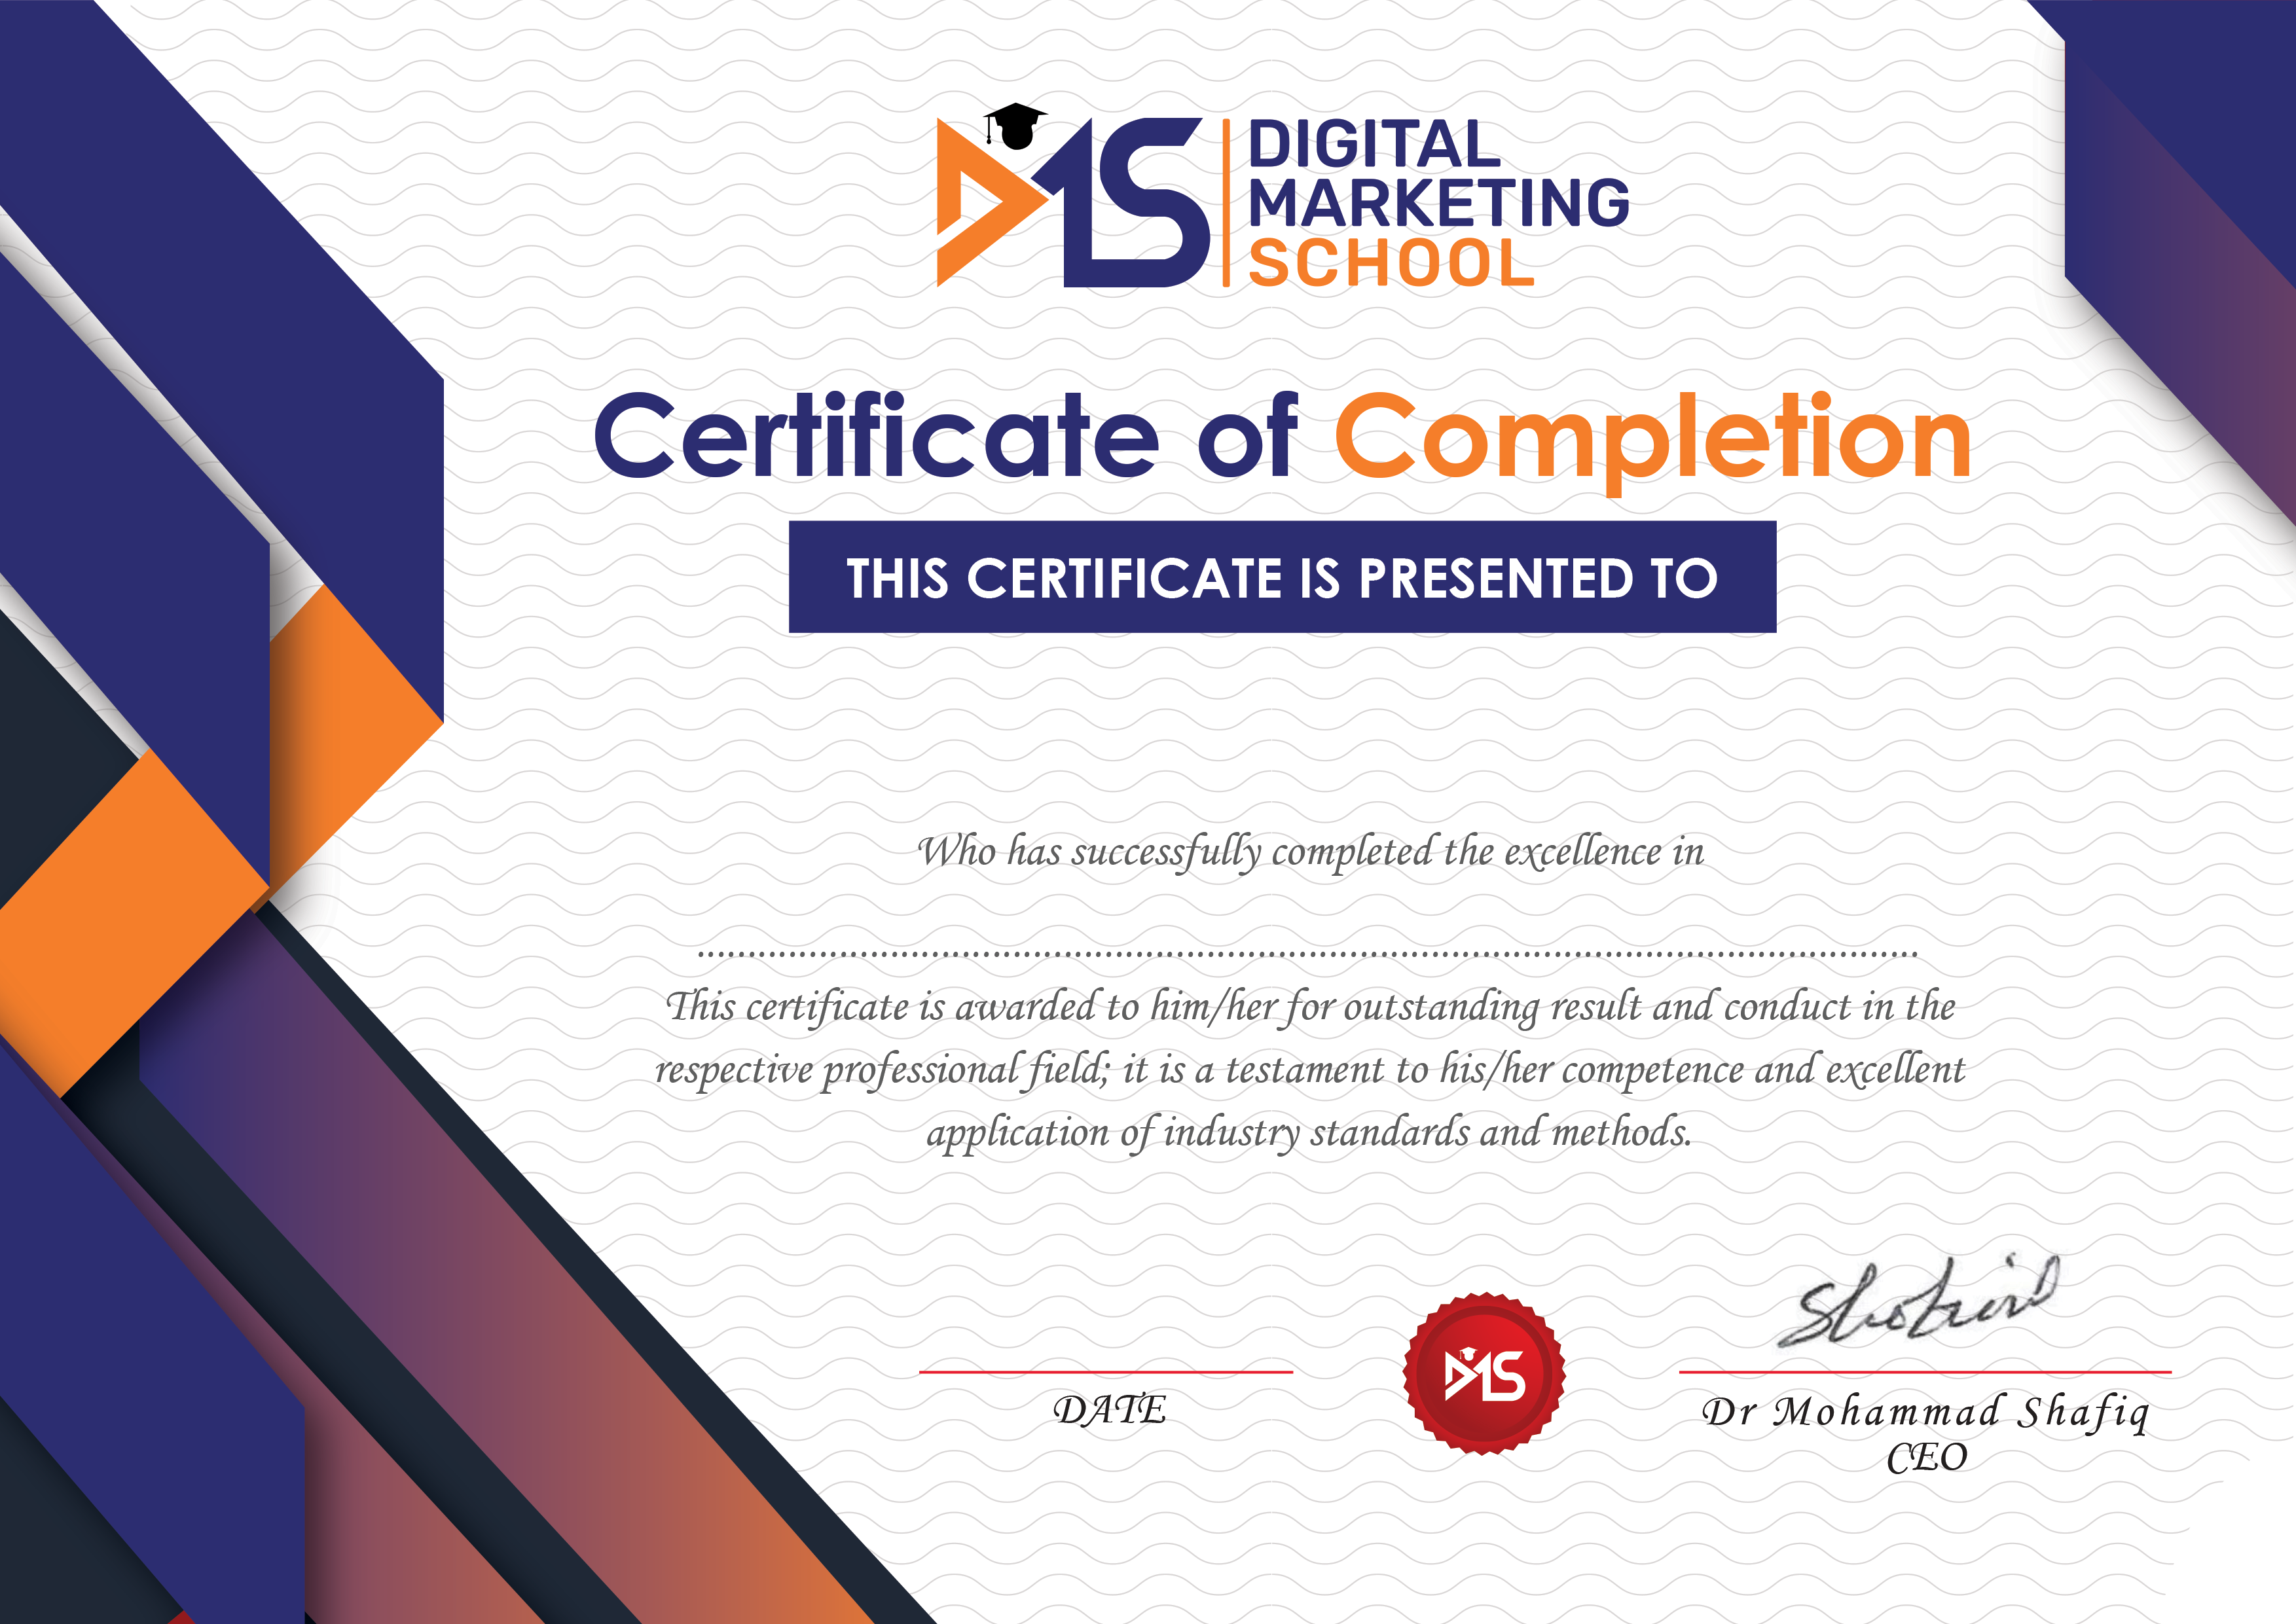 DMS
DIGITAL
MARKETING
SCHOOL
Certificate of Completion
THIS CERTIFICATE IS PRESENTED TO
Who has successfully completed the excellence in
This certificate is awarded to him/her for outstanding result and conduct in the
respective professional field; it is a testament to his/her competence and excellent
application of industry standards and methods.
DATE
DMS
Dr Mohammad Shafiq
CEO